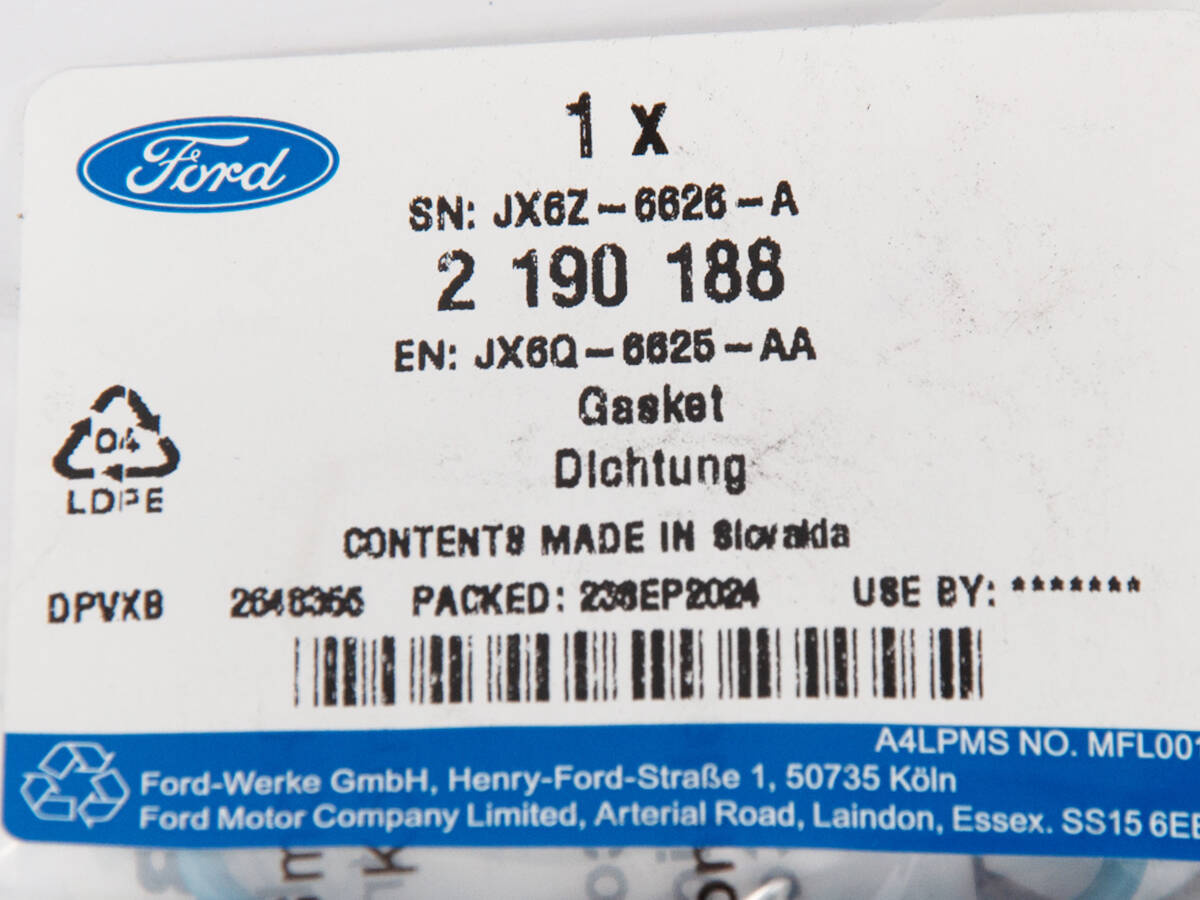 Ford
1 x
SN: JX6Z-6626-A
2 190 188
EN: JX6Q-6625-AA
Gasket
Dichtung
04
LDPE
CONTENTS MADE IN Slovakia
DPVXB PACKED: 23SEP2024 USE BY: *******
A4LPMS NO. MFL001
Ford-Werke GmbH, Henry-Ford-Straße 1, 50735 Köln
Ford Motor Company Limited, Arterial Road, Laindon, Essex. SS15 6EE